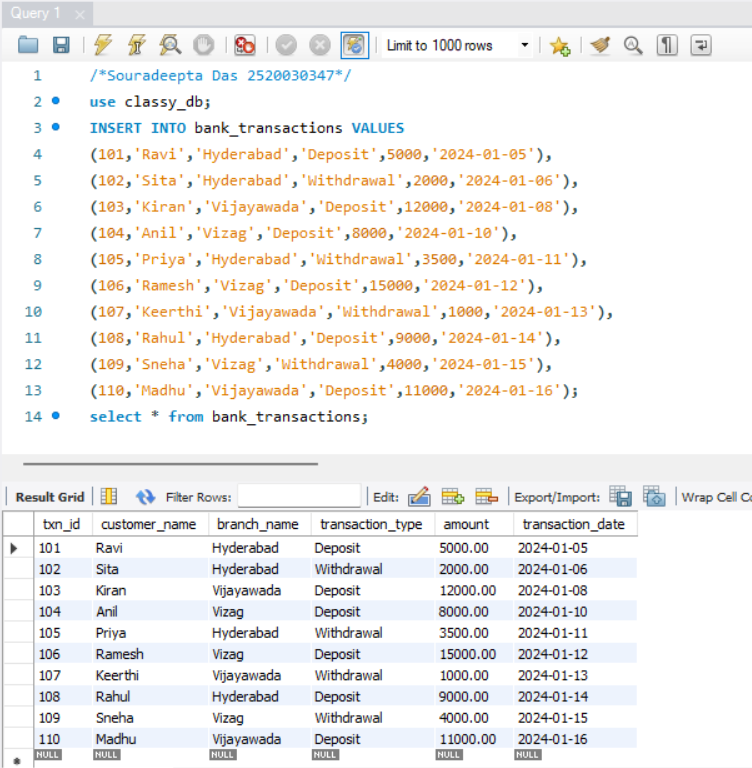 Query 1
Limit to 1000 rows
1 /*Souradeepta Das 2520030347*/
2 use classy_db;
3 INSERT INTO bank_transactions VALUES
4 (101,'Ravi','Hyderabad','Deposit',5000,'2024-01-05'),
5 (102,'Sita','Hyderabad','Withdrawal',2000,'2024-01-06'),
6 (103,'Kiran','Vijayawada','Deposit',12000,'2024-01-08'),
7 (104,'Anil','Vizag','Deposit',8000,'2024-01-10'),
8 (105,'Priya','Hyderabad','Withdrawal',3500,'2024-01-11'),
9 (106,'Ramesh','Vizag','Deposit',15000,'2024-01-12'),
10 (107,'Keerthi','Vijayawada','Withdrawal',1000,'2024-01-13'),
11 (108,'Rahul','Hyderabad','Deposit',9000,'2024-01-14'),
12 (109,'Sneha','Vizag','Withdrawal',4000,'2024-01-15'),
13 (110,'Madhu','Vijayawada','Deposit',11000,'2024-01-16');
14 select * from bank_transactions;
Result Grid Filter Rows: Edit: Export/Import: Wrap Cell Co
txn_id customer_name branch_name transaction_type amount transaction_date
101 Ravi Hyderabad Deposit 5000.00 2024-01-05
102 Sita Hyderabad Withdrawal 2000.00 2024-01-06
103 Kiran Vijayawada Deposit 12000.00 2024-01-08
104 Anil Vizag Deposit 8000.00 2024-01-10
105 Priya Hyderabad Withdrawal 3500.00 2024-01-11
106 Ramesh Vizag Deposit 15000.00 2024-01-12
107 Keerthi Vijayawada Withdrawal 1000.00 2024-01-13
108 Rahul Hyderabad Deposit 9000.00 2024-01-14
109 Sneha Vizag Withdrawal 4000.00 2024-01-15
110 Madhu Vijayawada Deposit 11000.00 2024-01-16
NULL NULL NULL NULL NULL NULL